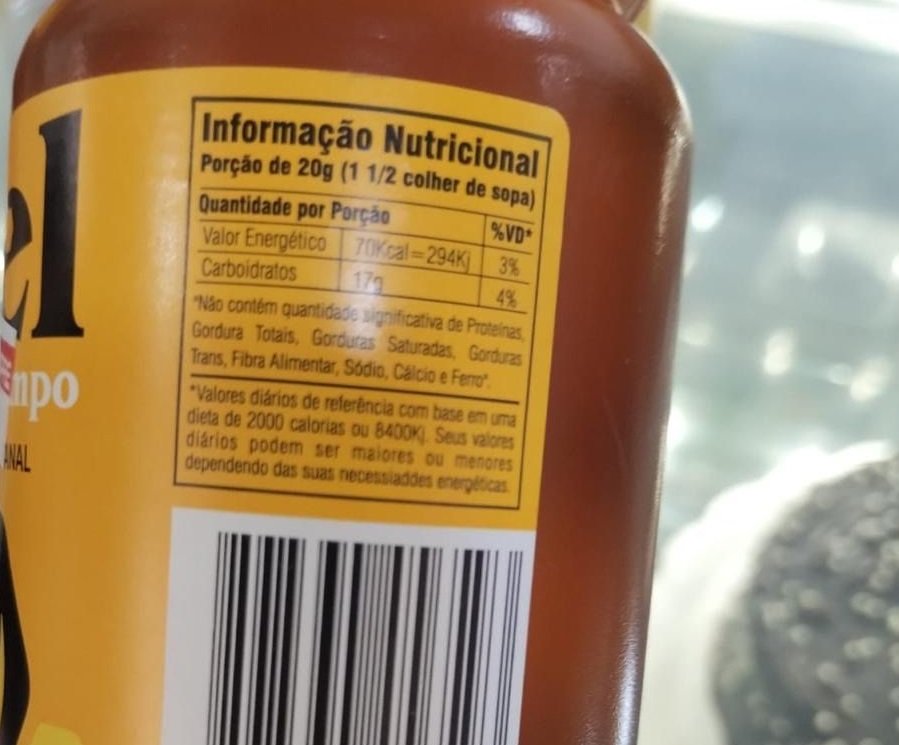 el
mpo
ANAL
Informação Nutricional
Porção de 20g (1 1/2 colher de sopa)
Quantidade por Porção %VD*
Valor Energético 70Kcal=294Kj 3%
Carboidratos 17g 4%
"Não contém quantidade significativa de Proteínas,
Gordura Totais, Gorduras Saturadas, Gorduras
Trans, Fibra Alimentar, Sódio, Cálcio e Ferro".
*Valores diários de referência com base em uma
dieta de 2000 calorias ou 8400Kj. Seus valores
diários podem ser maiores ou menores
dependendo das suas necessiaddes energéticas.